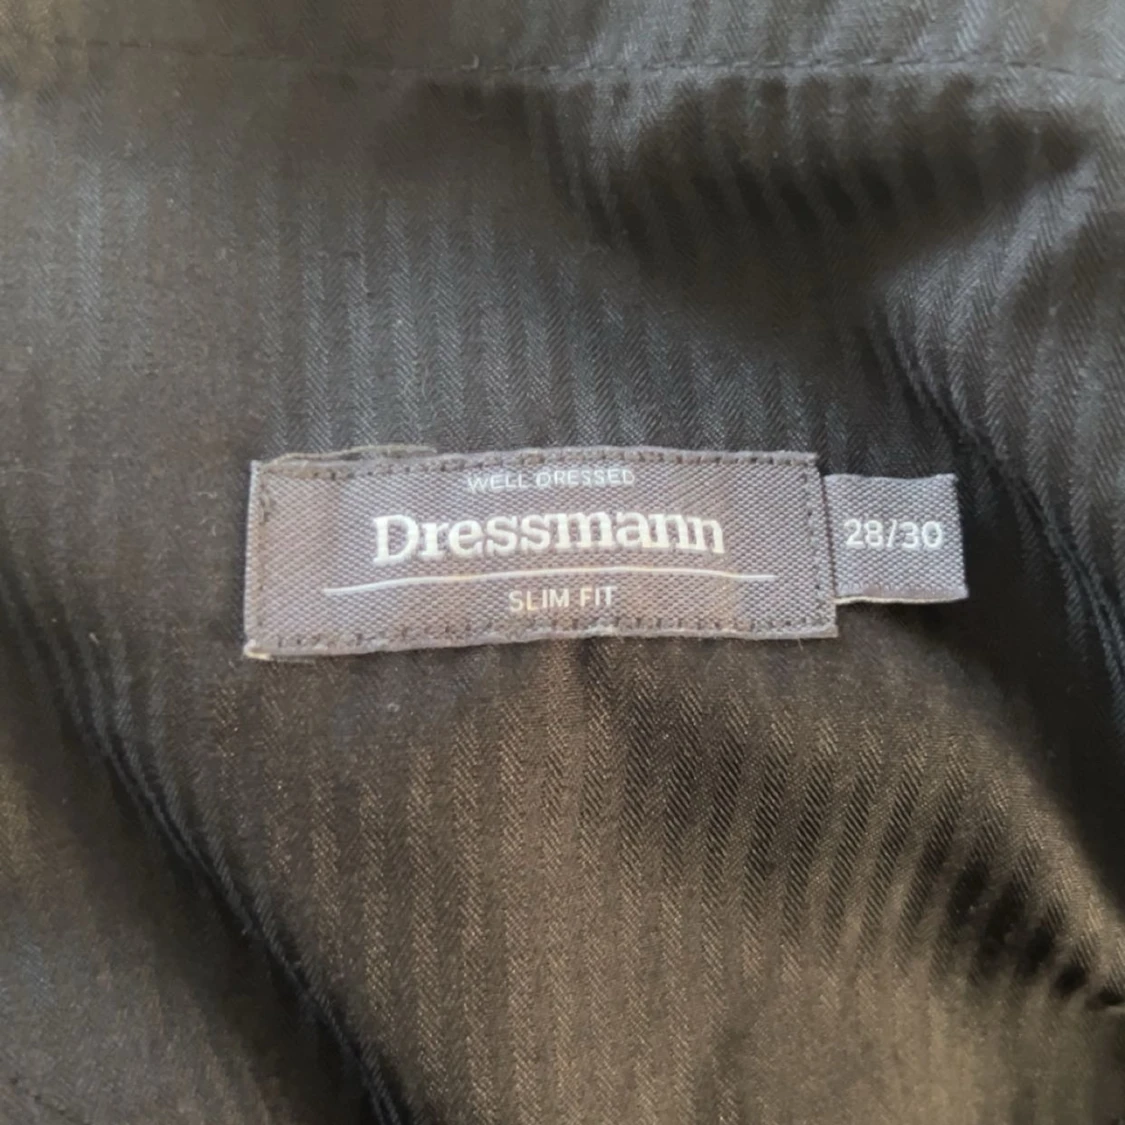 WELL DRESSED
Dressmann
SLIM FIT
28/30